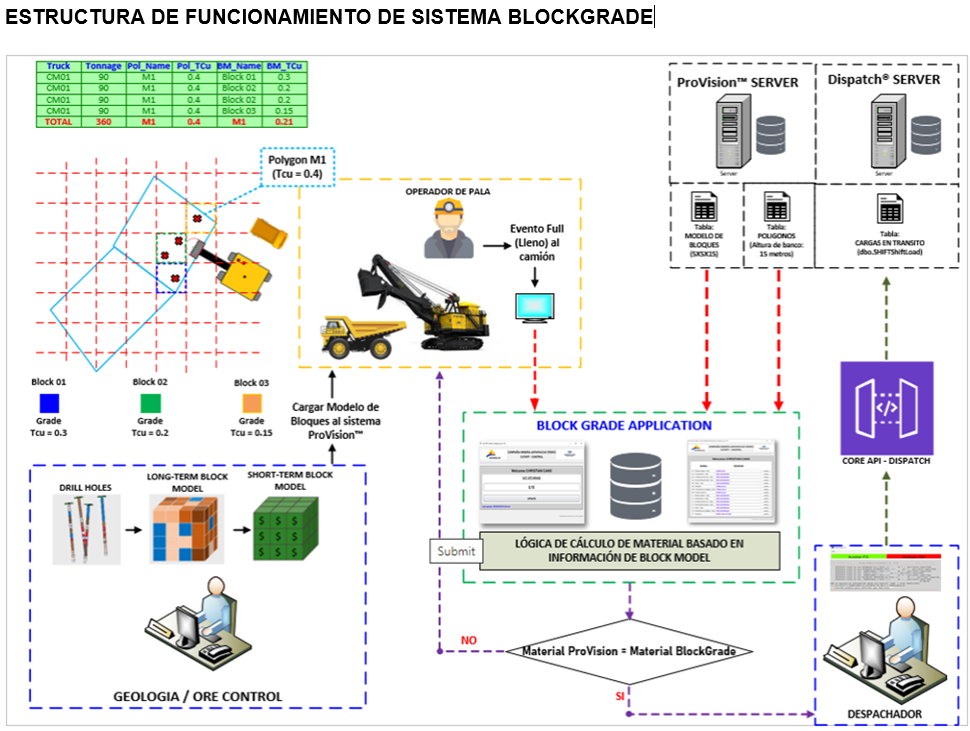 ESTRUCTURA DE FUNCIONAMIENTO DE SISTEMA BLOCKGRADE
Truck Tonnage Pol_Name Pol_TCu BM_Name BM_TCu
CM01 90 M1 0.4 Block 01 0.3
CM01 90 M1 0.4 Block 02 0.2
CM01 90 M1 0.4 Block 02 0.2
CM01 90 M1 0.4 Block 03 0.15
TOTAL 360 M1 0.4 M1 0.21
Polygon M1
(Tcu = 0.4)
Block 01
Grade
Tcu = 0.3
Block 02
Grade
Tcu = 0.2
Block 03
Grade
Tcu = 0.15
OPERADOR DE PALA
Evento Full
(Lleno) al
camión
Cargar Modelo de
Bloques al sistema
ProVision™
DRILL HOLES
LONG-TERM BLOCK
MODEL
SHORT-TERM BLOCK
MODEL
$ $ $
$ $ $
$ $ $
GEOLOGIA / ORE CONTROL
ProVision™ SERVER
Server
Dispatch® SERVER
Server
Tabla:
MODELO DE
BLOQUES
(5X5X15)
Tabla:
POLIGONOS
(Altura de banco:
15 metros)
Tabla:
CARGAS EN TRANSITO
(dbo.SHIFTShiftLoad)
BLOCK GRADE APPLICATION
Submit
LÓGICA DE CÁLCULO DE MATERIAL BASADO EN
INFORMACIÓN DE BLOCK MODEL
Material ProVision = Material BlockGrade
NO
SI
</>
CORE API - DISPATCH
DESPACHADOR